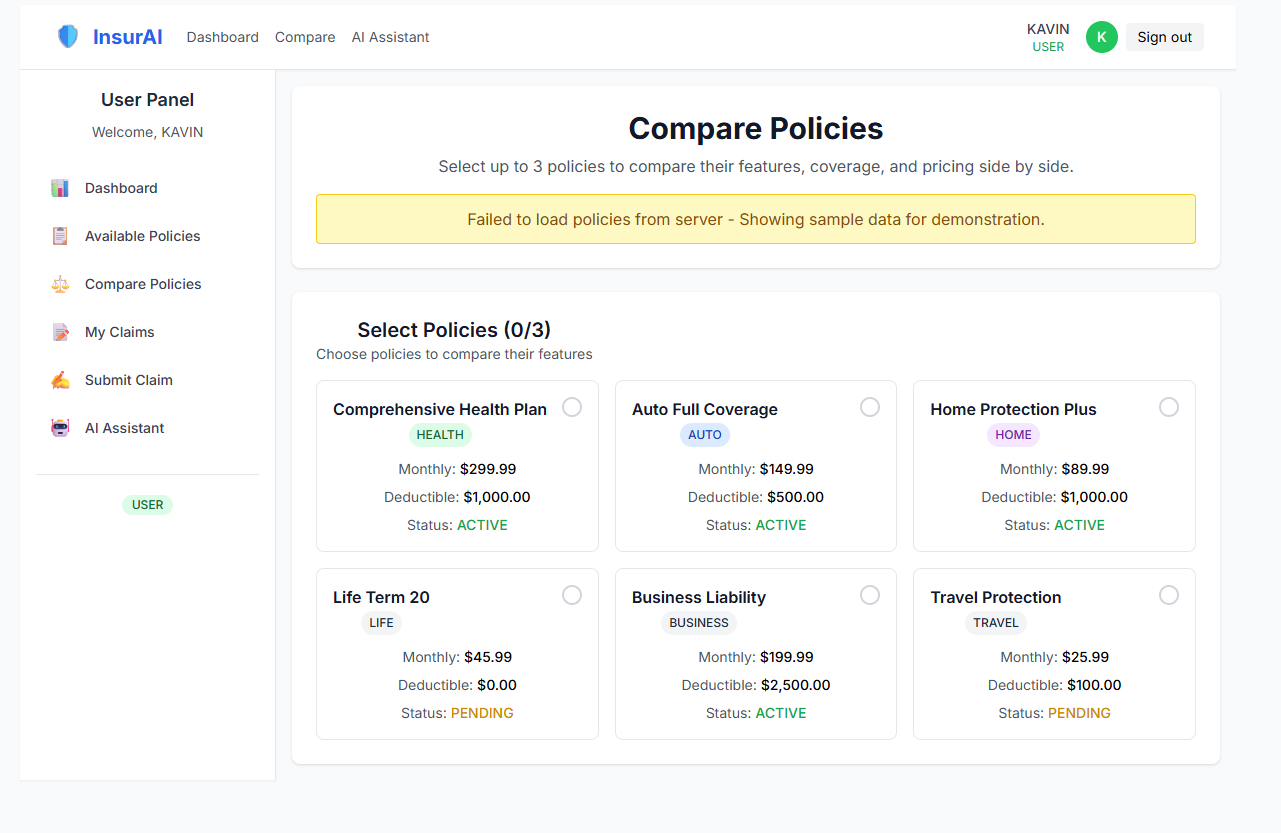 InsurAI Dashboard Compare AI Assistant KAVIN USER K Sign out
User Panel
Welcome, KAVIN
Dashboard
Available Policies
Compare Policies
My Claims
Submit Claim
AI Assistant
USER
Compare Policies
Select up to 3 policies to compare their features, coverage, and pricing side by side.
Failed to load policies from server - Showing sample data for demonstration.
Select Policies (0/3)
Choose policies to compare their features
Comprehensive Health Plan
HEALTH
Monthly: $299.99
Deductible: $1,000.00
Status: ACTIVE
Auto Full Coverage
AUTO
Monthly: $149.99
Deductible: $500.00
Status: ACTIVE
Home Protection Plus
HOME
Monthly: $89.99
Deductible: $1,000.00
Status: ACTIVE
Life Term 20
LIFE
Monthly: $45.99
Deductible: $0.00
Status: PENDING
Business Liability
BUSINESS
Monthly: $199.99
Deductible: $2,500.00
Status: ACTIVE
Travel Protection
TRAVEL
Monthly: $25.99
Deductible: $100.00
Status: PENDING